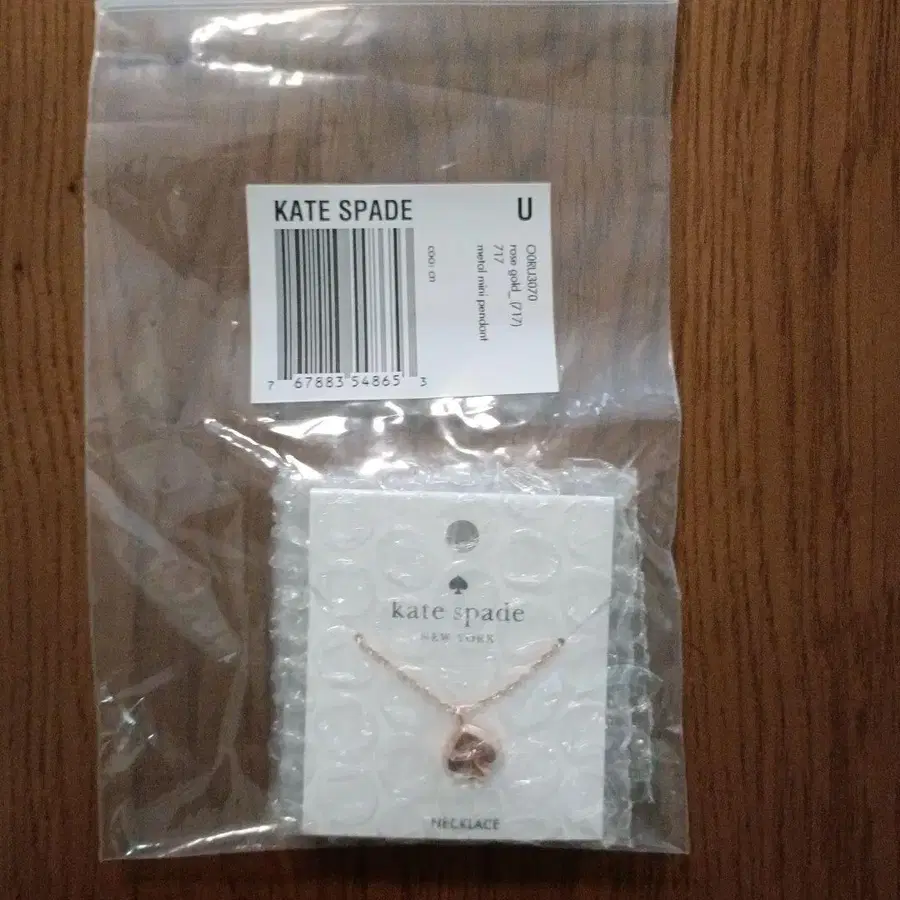 KATE SPADE
U
O0RU3070
rose gold_ (717)
717
metal mini pendant
7 67883 54865 3
kate spade
NEW YORK
NECKLACE